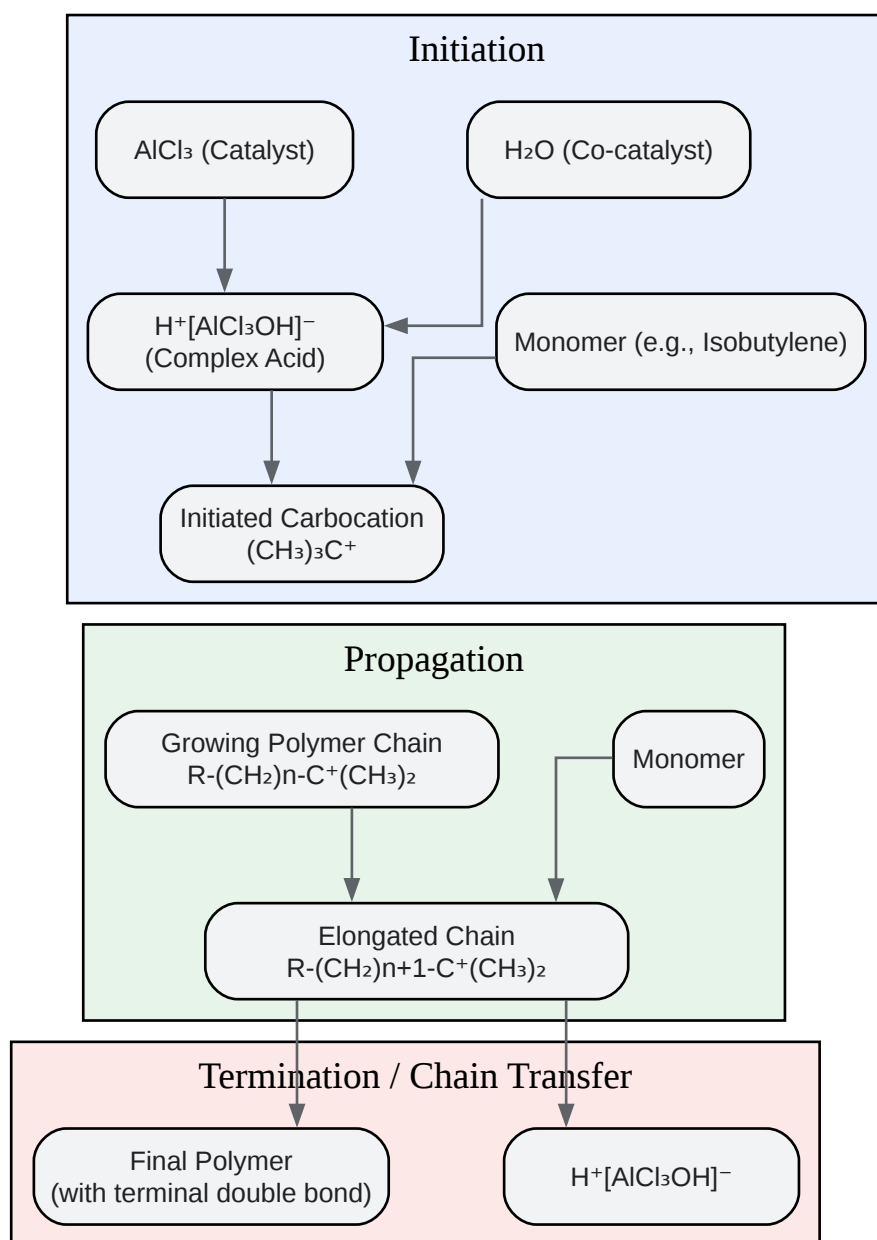 Initiation
AlCl₃ (Catalyst)
H₂O (Co-catalyst)
H⁺[AlCl₃OH]⁻
(Complex Acid)
Monomer (e.g., Isobutylene)
Initiated Carbocation
(CH₃)₃C⁺
Propagation
Growing Polymer Chain
R-(CH₂)n-C⁺(CH₃)₂
Monomer
Elongated Chain
R-(CH₂)n+1-C⁺(CH₃)₂
Termination / Chain Transfer
Final Polymer
(with terminal double bond)
H⁺[AlCl₃OH]⁻